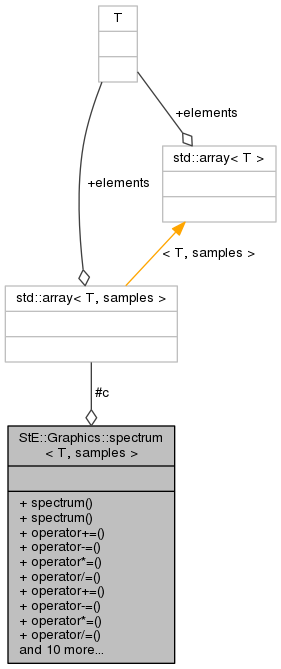 T
+elements
std::array< T >
+elements
< T, samples >
std::array< T, samples >
#c
StE::Graphics::spectrum
< T, samples >
+ spectrum()
+ spectrum()
+ operator+=()
+ operator-=()
+ operator*=()
+ operator/=()
+ operator+=()
+ operator-=()
+ operator*=()
+ operator/=()
and 10 more...